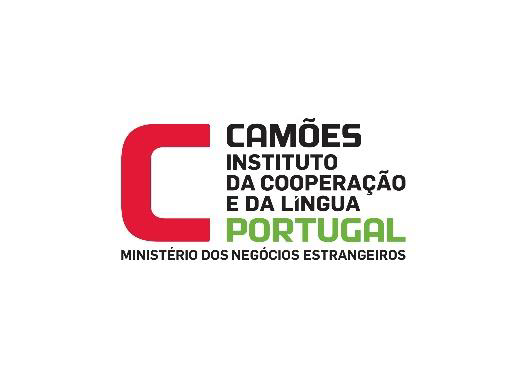 C
CAMÕES
INSTITUTO
DA COOPERAÇÃO
E DA LÍNGUA
PORTUGAL
MINISTÉRIO DOS NEGÓCIOS ESTRANGEIROS